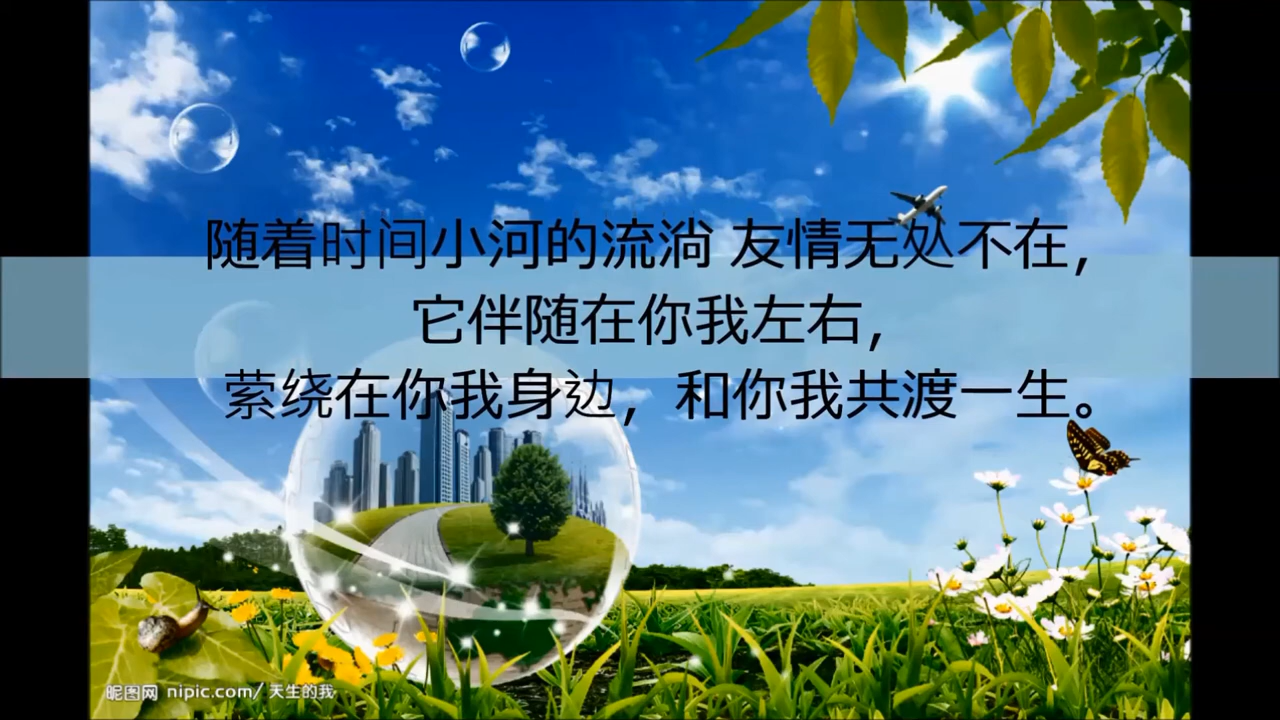 随着时间小河的流淌 友情无处不在，
它伴随在你我左右，
萦绕在你我身边，和你我共渡一生。
昵图网 nipic.com/ 天生的我